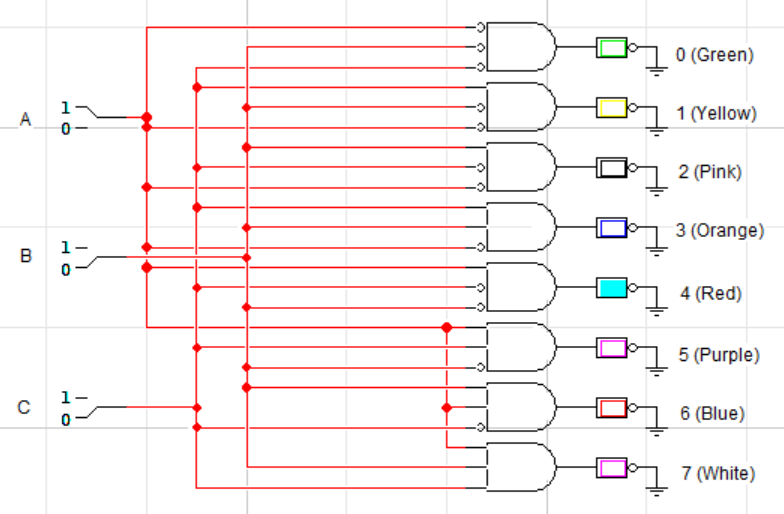 0 (Green)
A
1
0
1 (Yellow)
2 (Pink)
3 (Orange)
B
1
0
4 (Red)
5 (Purple)
C
1
0
6 (Blue)
7 (White)